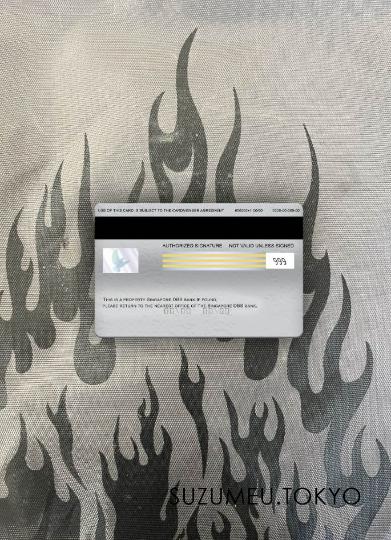 USE OF THIS CARD IS SUBJECT TO THE CARDMEMBER AGREEMENT
AUTHORIZED SIGNATURE NOT VALID UNLESS SIGNED
999
THIS IS A PROPERTY SINGAPORE DBS BANK IF FOUND,
PLEASE RETURN TO THE NEAREST OFFICE OF THE SINGAPORE DBS BANK.
SUZUMEU.TOKYO